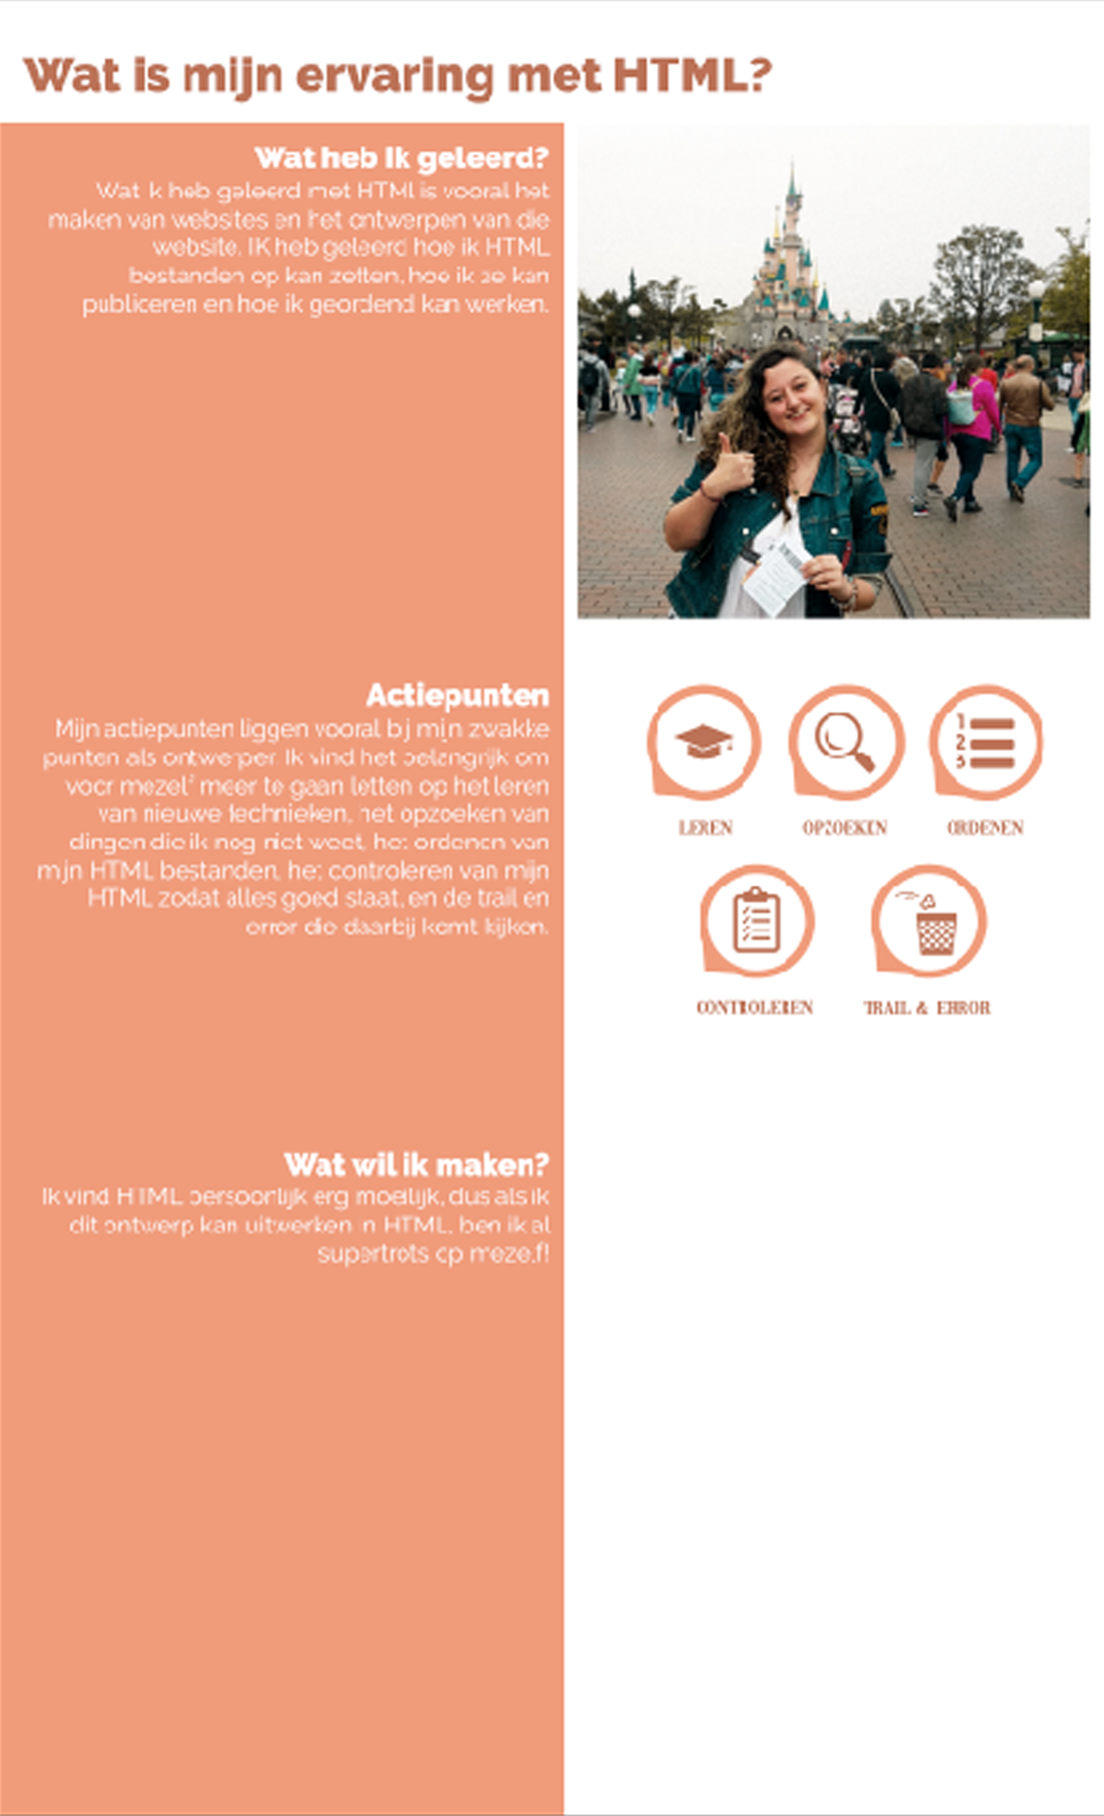 Wat is mijn ervaring met HTML?
Wat heb Ik geleerd?
Wat ik heb geleerd met HTML is vooral het
maken van websites en het ontwerpen van die
website. IK heb geleerd hoe ik HTML
bestanden op kan zetten, hoe ik ze kan
publiceren en hoe ik geordend kan werken.
Actiepunten
Mijn actiepunten liggen vooral bij mijn zwakke
punten als ontwerper. Ik vind het belangrijk om
voor mezelf meer te gaan letten op het leren
van nieuwe technieken, het opzoeken van
dingen die ik nog niet weet, het ordenen van
mijn HTML bestanden, het controleren van mijn
HTML zodat alles goed staat, en de trail en
error die daarbij komt kijken.
LEREN
OPZOEKEN
ORDENEN
1
2
3
CONTROLEREN
TRAIL & ERROR
Wat wil ik maken?
Ik vind HTML persoonlijk erg moeilijk, dus als ik
dit ontwerp kan uitwerken in HTML, ben ik al
supertrots op mezelf!